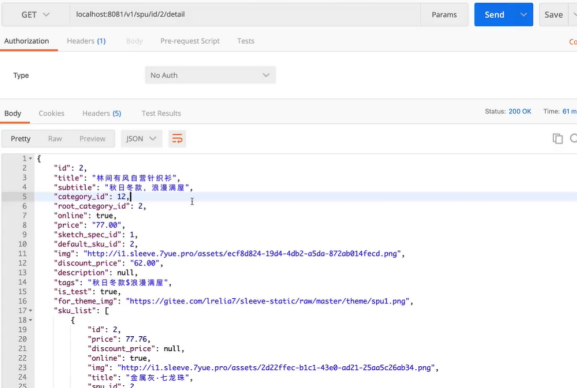 GET localhost:8081/v1/spu/id/2/detail Params Send Save
Authorization Headers (1) Body Pre-request Script Tests Co
Type No Auth
Body Cookies Headers (5) Test Results Status: 200 OK Time: 61 m
Pretty Raw Preview JSON
1 {
2 "id": 2,
3 "title": "林间有风自营针织衫",
4 "subtitle": "秋日冬款，浪漫满屋",
5 "category_id": 12,
6 "root_category_id": 2,
7 "online": true,
8 "price": "77.00",
9 "sketch_spec_id": 1,
10 "default_sku_id": 2,
11 "img": "http://i1.sleeve.7yue.pro/assets/ecf8d824-19d4-4db2-a5da-872ab014fecd.png",
12 "discount_price": "62.00",
13 "description": null,
14 "tags": "秋日冬款$浪漫满屋",
15 "is_test": true,
16 "for_theme_img": "https://gitee.com/lrelia7/sleeve-static/raw/master/theme/spu1.png",
17 "sku_list": [
18 {
19 "id": 2,
20 "price": 77.76,
21 "discount_price": null,
22 "online": true,
23 "img": "http://i1.sleeve.7yue.pro/assets/2d22ffec-b1c1-43e0-ad21-25aa5c26ab34.png",
24 "title": "金属灰·七龙珠",
25 "spu_id": 2,